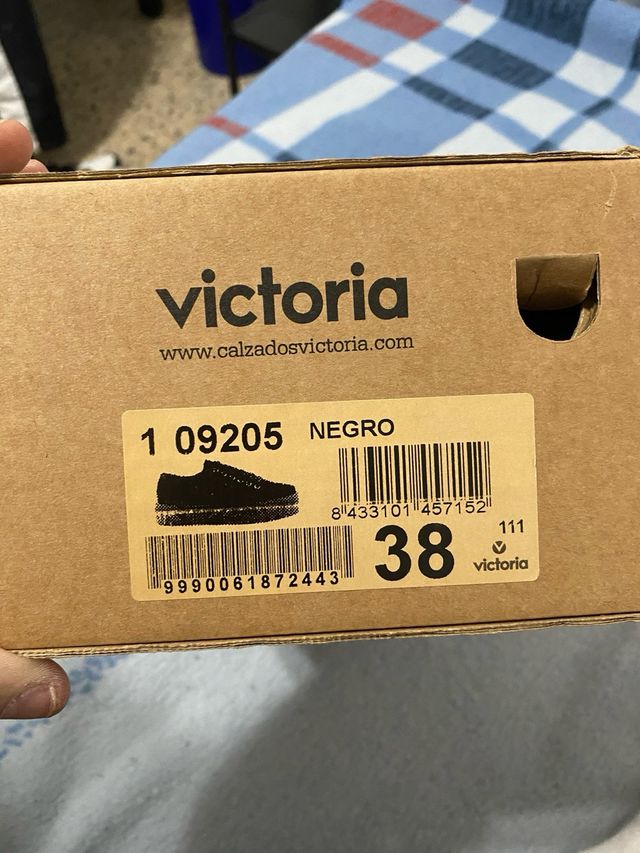 victoria
www.calzadosvictoria.com
1 09205 NEGRO
8 433101 457152
9990061872443
38
111
victoria